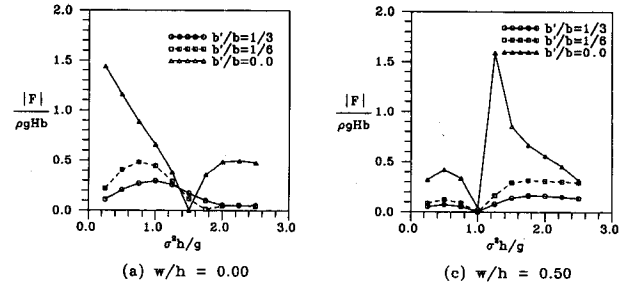 2.0
b'/b=1/3
b'/b=1/6
b'/b=0.0
1.5
|F|
ρgHb
1.0
0.5
0.0
0.0 1.0 2.0 3.0
σ²h/g
(a) w/h = 0.00
2.0
b'/b=1/3
b'/b=1/6
b'/b=0.0
1.5
|F|
ρgHb
1.0
0.5
0.0
0.0 1.0 2.0 3.0
σ²h/g
(c) w/h = 0.50